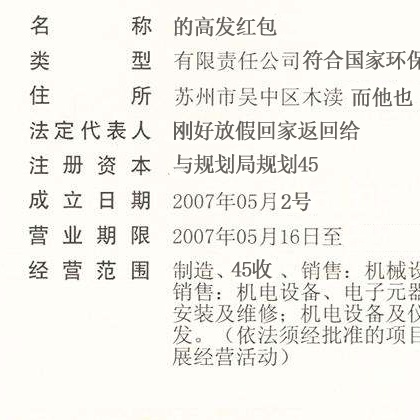 名称 的高发红包
类型 有限责任公司符合国家环保
住所 苏州市吴中区木渎 而他也
法定代表人 刚好放假回家返回给
注册资本 与规划局规划45
成立日期 2007年05月2号
营业期限 2007年05月16日至
经营范围 制造、45收 、销售：机械设
销售：机电设备、电子元器
安装及维修；机电设备及仪
发。（依法须经批准的项目
展经营活动）